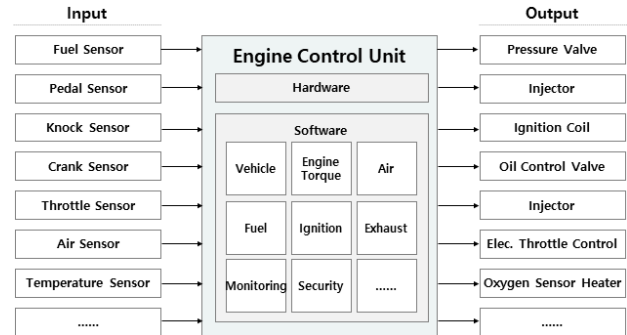 Input
Output
Fuel Sensor
Pedal Sensor
Knock Sensor
Crank Sensor
Throttle Sensor
Air Sensor
Temperature Sensor
......
Engine Control Unit
Hardware
Software
Vehicle
Engine
Torque
Air
Fuel
Ignition
Exhaust
Monitoring
Security
......
Pressure Valve
Injector
Ignition Coil
Oil Control Valve
Injector
Elec. Throttle Control
Oxygen Sensor Heater
......